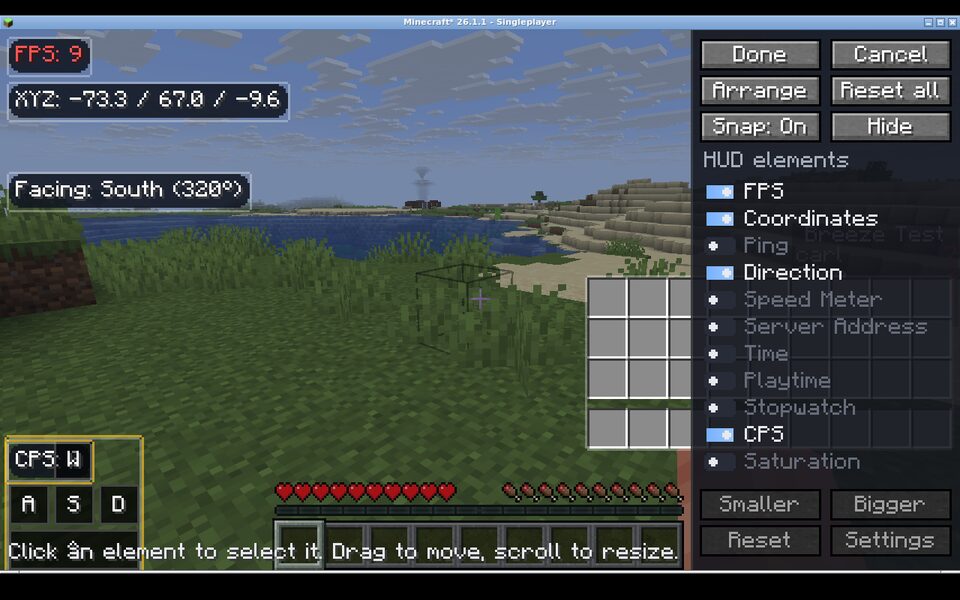 Minecraft* 26.1.1 - Singleplayer
FPS: 9
XYZ: -73.3 / 67.0 / -9.6
Facing: South (320°)
Done
Cancel
Arrange
Reset all
Snap: On
Hide
HUD elements
FPS
Coordinates
Ping
Breeze Test
Direction
Speed Meter
Server Address
Time
Playtime
Stopwatch
CPS
Saturation
Smaller
Bigger
Reset
Settings
CPS
W
A S D
Click an element to select it. Drag to move, scroll to resize.